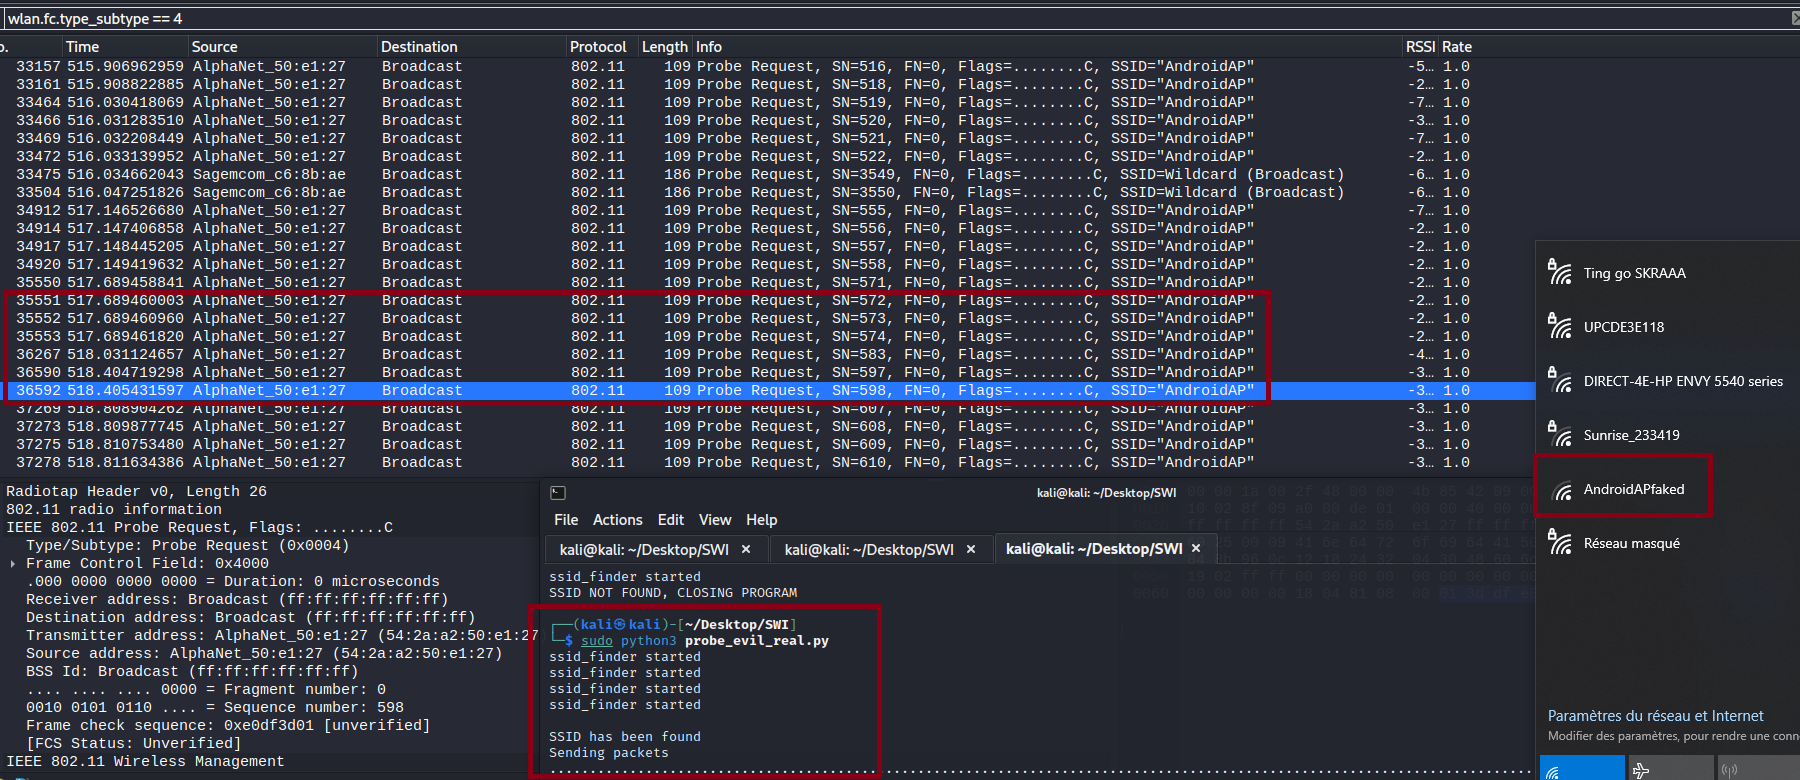 wlan.fc.type_subtype == 4
o. Time Source Destination Protocol Length Info RSSI Rate
33157 515.906962959 AlphaNet_50:e1:27 Broadcast 802.11 109 Probe Request, SN=516, FN=0, Flags=........C, SSID="AndroidAP" -5… 1.0
33161 515.908822885 AlphaNet_50:e1:27 Broadcast 802.11 109 Probe Request, SN=518, FN=0, Flags=........C, SSID="AndroidAP" -2… 1.0
33464 516.030418069 AlphaNet_50:e1:27 Broadcast 802.11 109 Probe Request, SN=519, FN=0, Flags=........C, SSID="AndroidAP" -7… 1.0
33466 516.031283510 AlphaNet_50:e1:27 Broadcast 802.11 109 Probe Request, SN=520, FN=0, Flags=........C, SSID="AndroidAP" -3… 1.0
33469 516.032208449 AlphaNet_50:e1:27 Broadcast 802.11 109 Probe Request, SN=521, FN=0, Flags=........C, SSID="AndroidAP" -7… 1.0
33472 516.033139952 AlphaNet_50:e1:27 Broadcast 802.11 109 Probe Request, SN=522, FN=0, Flags=........C, SSID="AndroidAP" -2… 1.0
33475 516.034662043 Sagemcom_c6:8b:ae Broadcast 802.11 186 Probe Request, SN=3549, FN=0, Flags=........C, SSID=Wildcard (Broadcast) -6… 1.0
33504 516.047251826 Sagemcom_c6:8b:ae Broadcast 802.11 186 Probe Request, SN=3550, FN=0, Flags=........C, SSID=Wildcard (Broadcast) -6… 1.0
34912 517.146526680 AlphaNet_50:e1:27 Broadcast 802.11 109 Probe Request, SN=555, FN=0, Flags=........C, SSID="AndroidAP" -7… 1.0
34914 517.147406858 AlphaNet_50:e1:27 Broadcast 802.11 109 Probe Request, SN=556, FN=0, Flags=........C, SSID="AndroidAP" -2… 1.0
34917 517.148445205 AlphaNet_50:e1:27 Broadcast 802.11 109 Probe Request, SN=557, FN=0, Flags=........C, SSID="AndroidAP" -2… 1.0
34920 517.149419632 AlphaNet_50:e1:27 Broadcast 802.11 109 Probe Request, SN=558, FN=0, Flags=........C, SSID="AndroidAP" -2… 1.0
35550 517.689458841 AlphaNet_50:e1:27 Broadcast 802.11 109 Probe Request, SN=571, FN=0, Flags=........C, SSID="AndroidAP" -2… 1.0
35551 517.689460003 AlphaNet_50:e1:27 Broadcast 802.11 109 Probe Request, SN=572, FN=0, Flags=........C, SSID="AndroidAP" -2… 1.0
35552 517.689460960 AlphaNet_50:e1:27 Broadcast 802.11 109 Probe Request, SN=573, FN=0, Flags=........C, SSID="AndroidAP" -2… 1.0
35553 517.689461820 AlphaNet_50:e1:27 Broadcast 802.11 109 Probe Request, SN=574, FN=0, Flags=........C, SSID="AndroidAP" -2… 1.0
36267 518.031124657 AlphaNet_50:e1:27 Broadcast 802.11 109 Probe Request, SN=583, FN=0, Flags=........C, SSID="AndroidAP" -4… 1.0
36590 518.404719298 AlphaNet_50:e1:27 Broadcast 802.11 109 Probe Request, SN=597, FN=0, Flags=........C, SSID="AndroidAP" -3… 1.0
36592 518.405431597 AlphaNet_50:e1:27 Broadcast 802.11 109 Probe Request, SN=598, FN=0, Flags=........C, SSID="AndroidAP" -3… 1.0
37269 518.808904262 AlphaNet_50:e1:27 Broadcast 802.11 109 Probe Request, SN=607, FN=0, Flags=........C, SSID="AndroidAP" -3… 1.0
37273 518.809877745 AlphaNet_50:e1:27 Broadcast 802.11 109 Probe Request, SN=608, FN=0, Flags=........C, SSID="AndroidAP" -3… 1.0
37275 518.810753480 AlphaNet_50:e1:27 Broadcast 802.11 109 Probe Request, SN=609, FN=0, Flags=........C, SSID="AndroidAP" -3… 1.0
37278 518.811634386 AlphaNet_50:e1:27 Broadcast 802.11 109 Probe Request, SN=610, FN=0, Flags=........C, SSID="AndroidAP" -3… 1.0
Radiotap Header v0, Length 26
802.11 radio information
IEEE 802.11 Probe Request, Flags: ........C
Type/Subtype: Probe Request (0x0004)
Frame Control Field: 0x4000
.000 0000 0000 0000 = Duration: 0 microseconds
Receiver address: Broadcast (ff:ff:ff:ff:ff:ff)
Destination address: Broadcast (ff:ff:ff:ff:ff:ff)
Transmitter address: AlphaNet_50:e1:27 (54:2a:a2:50:e1:27
Source address: AlphaNet_50:e1:27 (54:2a:a2:50:e1:27)
BSS Id: Broadcast (ff:ff:ff:ff:ff:ff)
.... .... .... 0000 = Fragment number: 0
0010 0101 0110 .... = Sequence number: 598
Frame check sequence: 0xe0df3d01 [unverified]
[FCS Status: Unverified]
IEEE 802.11 Wireless Management
kali@kali: ~/Desktop/SWI
File Actions Edit View Help
kali@kali: ~/Desktop/SWI × kali@kali: ~/Desktop/SWI × kali@kali: ~/Desktop/SWI ×
ssid_finder started
SSID NOT FOUND, CLOSING PROGRAM
┌──(kali㉿kali)-[~/Desktop/SWI]
└─$ sudo python3 probe_evil_real.py
ssid_finder started
ssid_finder started
ssid_finder started
ssid_finder started
SSID has been found
Sending packets
Ting go SKRAAA
UPCDE3E118
DIRECT-4E-HP ENVY 5540 series
Sunrise_233419
AndroidAPfaked
Réseau masqué
Paramètres du réseau et Internet
Modifier des paramètres, pour rendre une conn